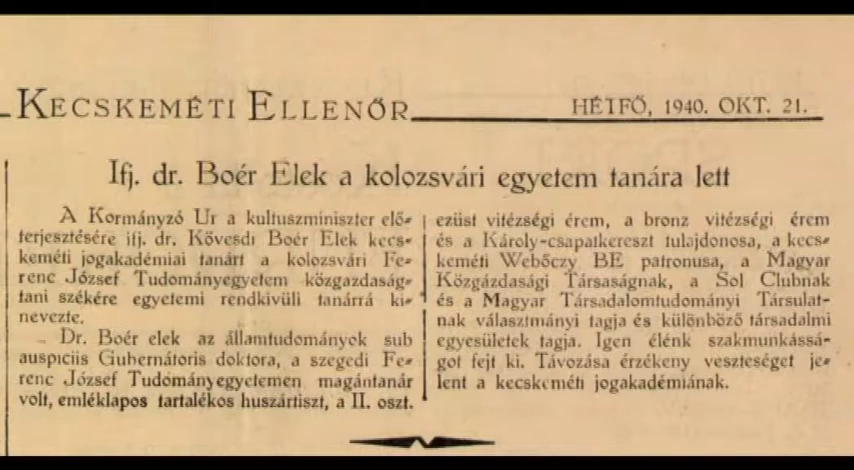 KECSKEMÉTI ELLENŐR
HÉTFŐ, 1940. OKT. 21.
Ifj. dr. Boér Elek a kolozsvári egyetem tanára lett
A Kormányzó Ur a kultuszminiszter elő-
terjesztésére ifj. dr. Kövesdi Boér Elek kecs-
keméti jogakadémiai tanárt a kolozsvári Fe-
renc József Tudományegyetem közgazdaság-
tani székére egyetemi rendkívüli tanárrá ki-
nevezte.
Dr. Boér elek az államtudományok sub
auspiciis Gubernátoris doktora, a szegedi Fe-
renc József Tudományegyetemen magántanár
volt, emléklapos tartalékos huszártiszt, a II. oszt.
ezüst vitézségi érem, a bronz vitézségi érem
és a Károly-csapatkereszt tulajdonosa, a kecs-
keméti Webőczy BE patronusa, a Magyar
Közgázdasági Társaságnak, a Sol Clubnak
és a Magyar Társadalomtudományi Társulat-
nak választmányi tagja és különböző társadalmi
egyesületek tagja. Igen élénk szakmunkássá-
got fejt ki. Távozása érzékeny veszteséget je-
lent a kecskeméti jogakadémiának.